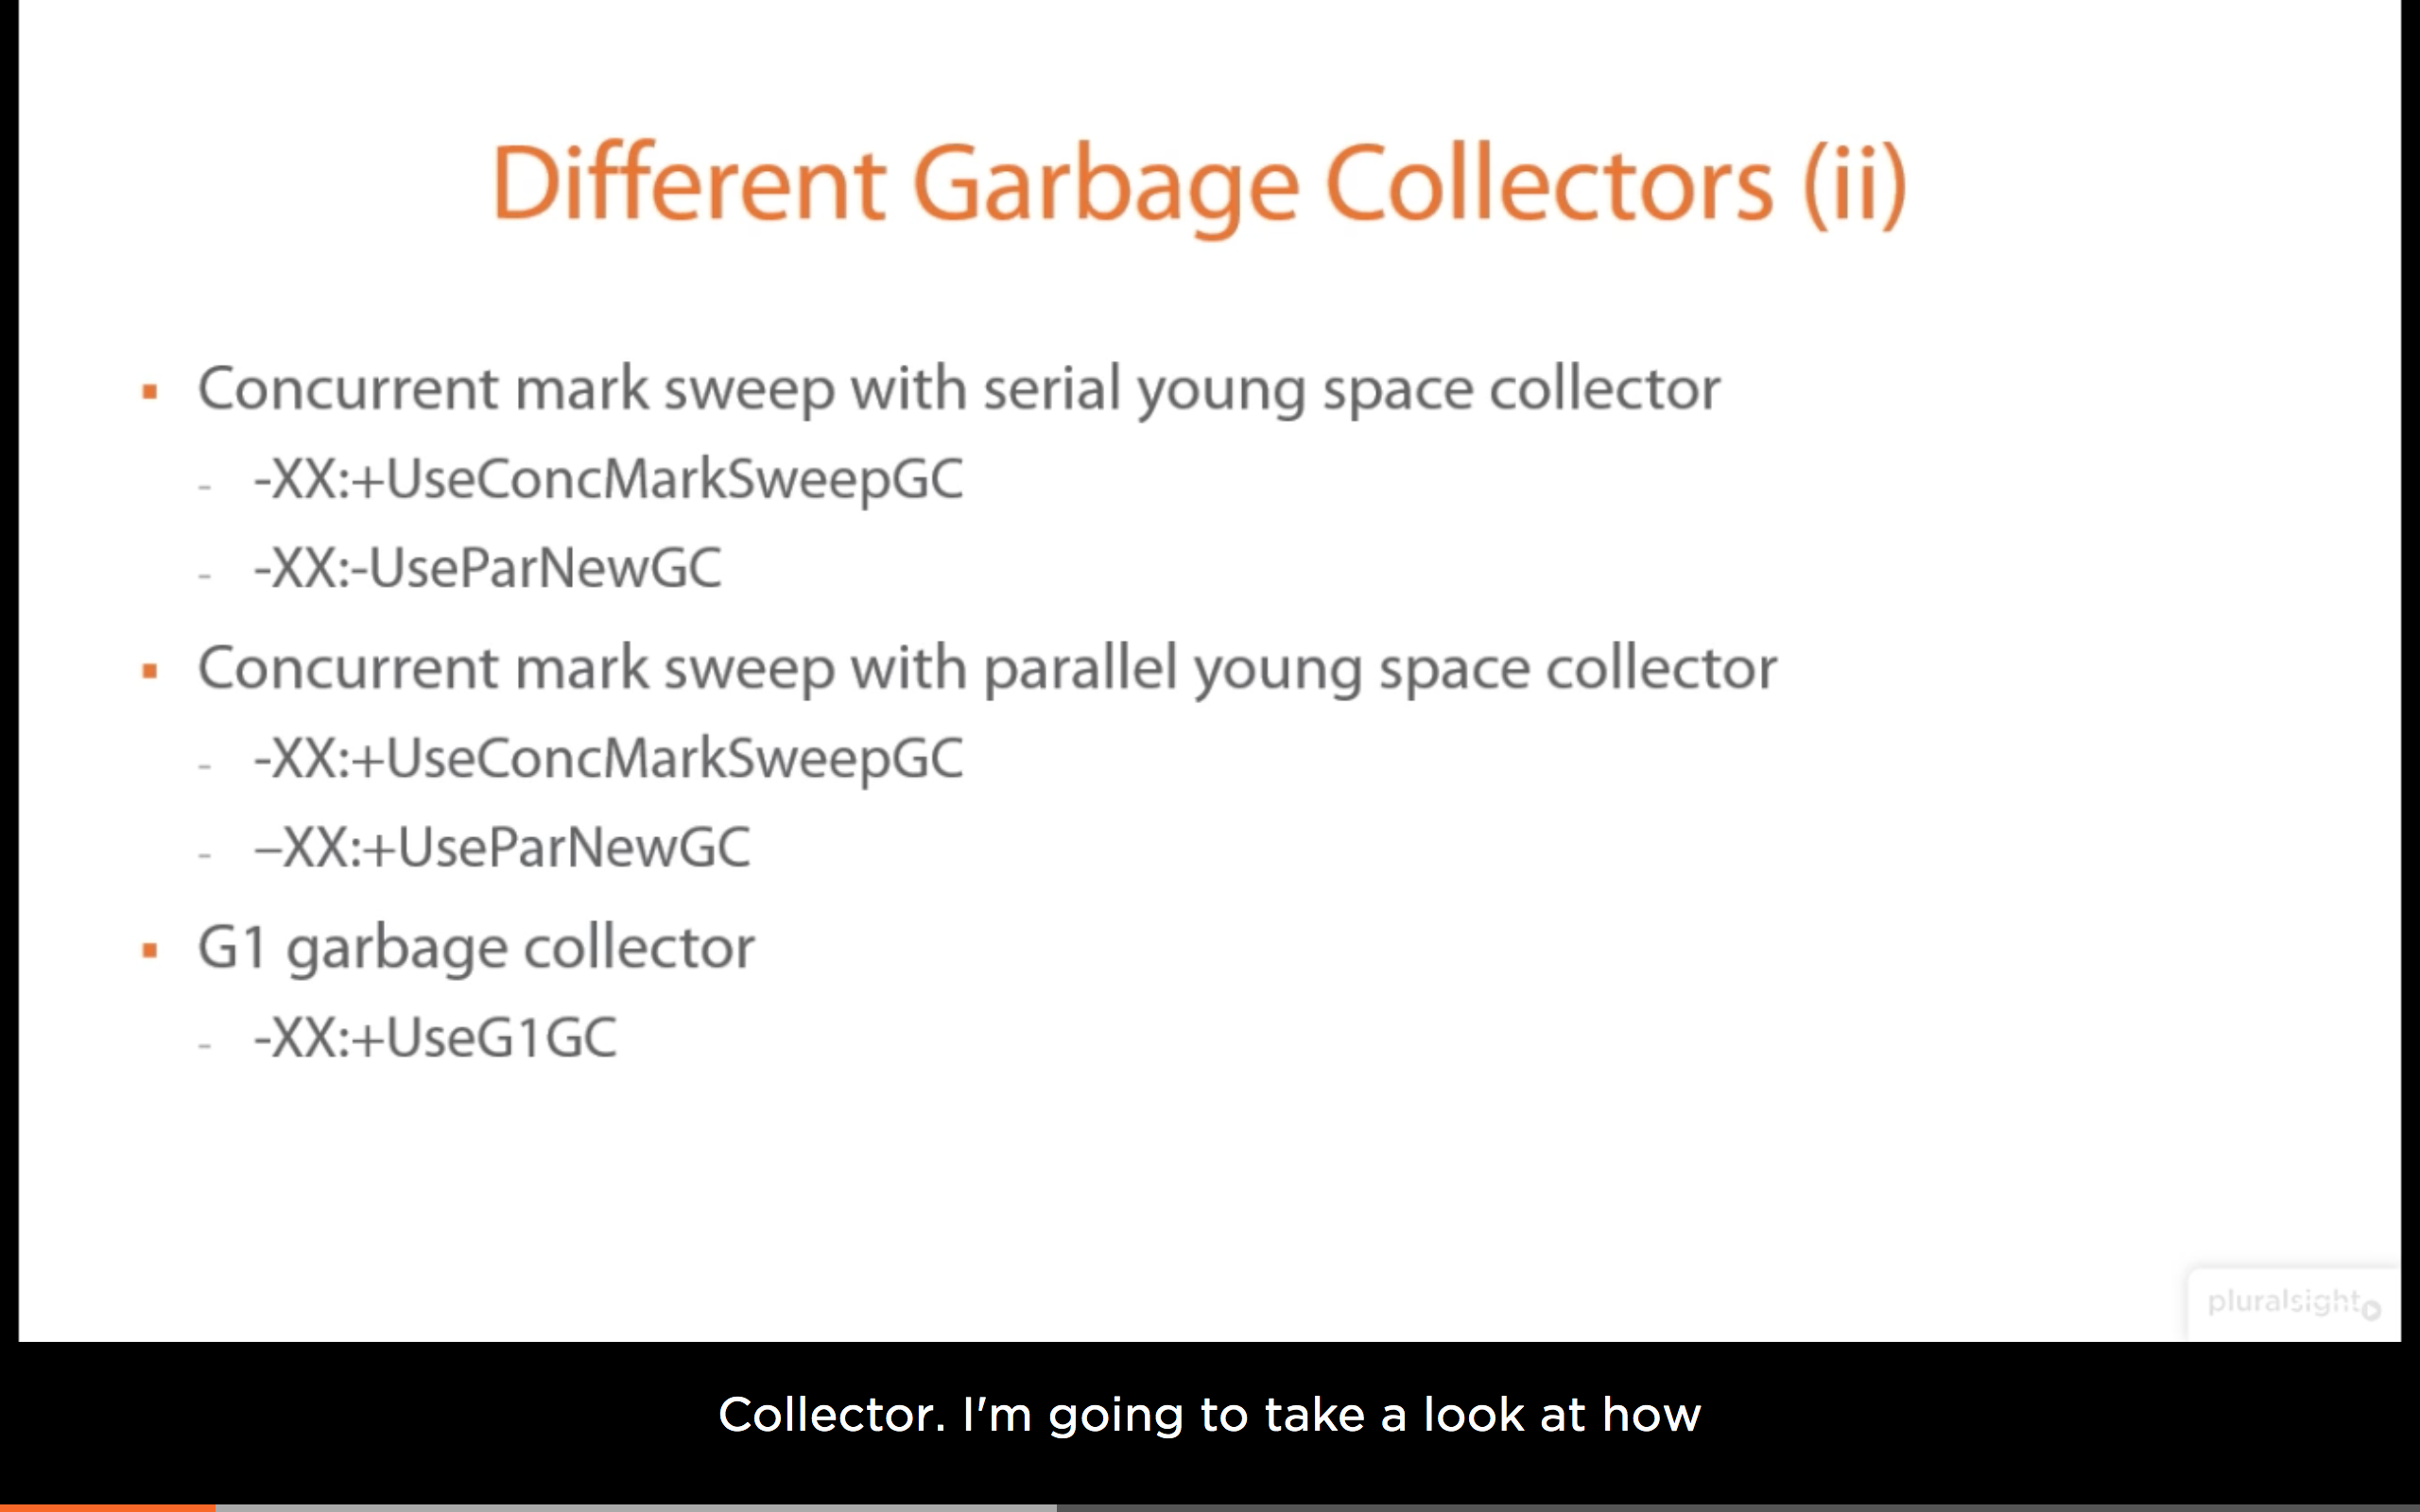 Different Garbage Collectors (ii)
▪ Concurrent mark sweep with serial young space collector
- -XX:+UseConcMarkSweepGC
- -XX:-UseParNewGC
▪ Concurrent mark sweep with parallel young space collector
- -XX:+UseConcMarkSweepGC
- –XX:+UseParNewGC
▪ G1 garbage collector
- -XX:+UseG1GC
pluralsight
Collector. I'm going to take a look at how